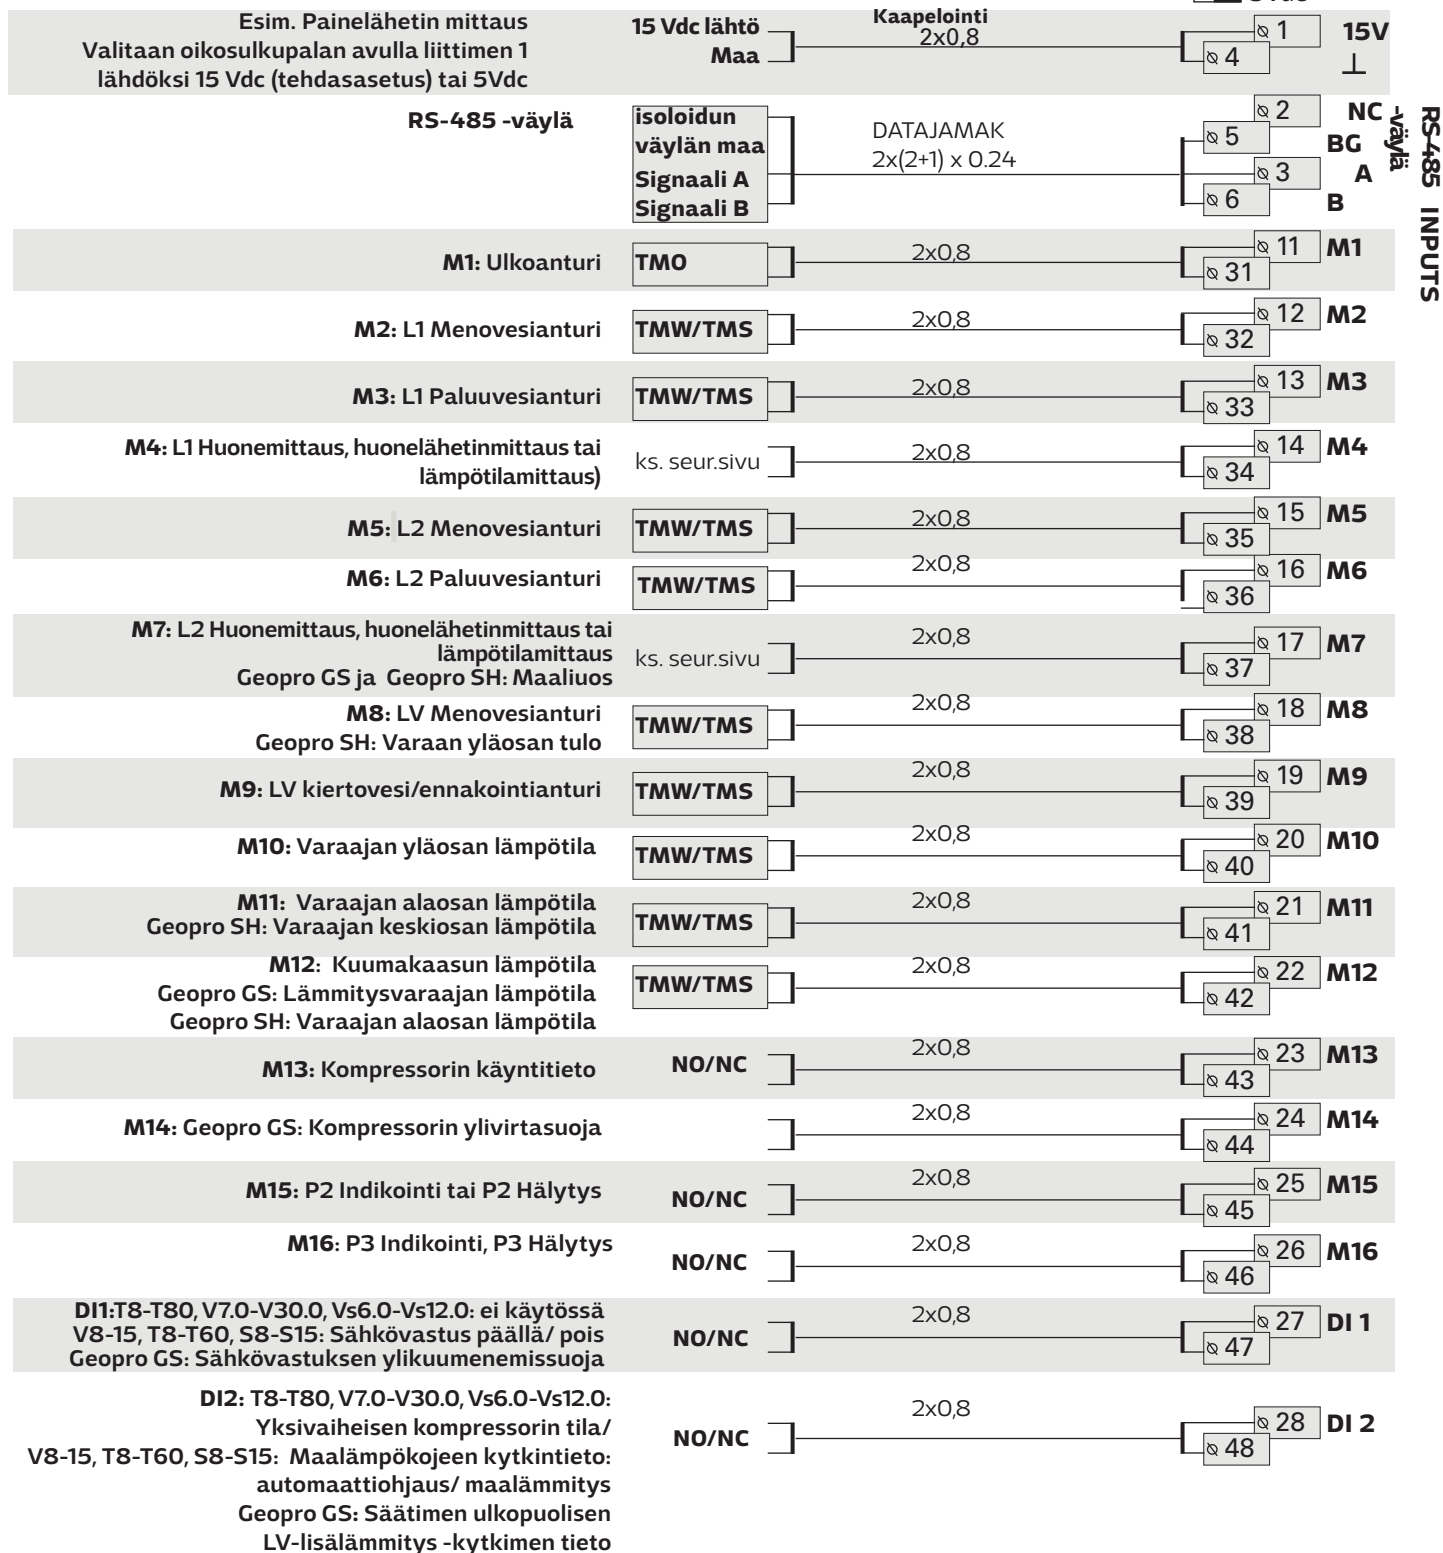 Esim. Painelähetin mittaus
Valitaan oikosulkupalan avulla liittimen 1
lähdöksi 15 Vdc (tehdasasetus) tai 5Vdc
15 Vdc lähtö
Maa
Kaapelointi
2x0,8
1
4
15V
RS-485 -väylä
isoloidun
väylän maa
Signaali A
Signaali B
DATAJAMAK
2x(2+1) x 0.24
2
5
3
6
NC
BG
A
B
RS-485
-väylä
INPUTS
M1: Ulkoanturi
TMO
2x0,8
11
31
M1
M2: L1 Menovesianturi
TMW/TMS
2x0,8
12
32
M2
M3: L1 Paluuvesianturi
TMW/TMS
2x0,8
13
33
M3
M4: L1 Huonemittaus, huonelähetinmittaus tai
lämpötilamittaus)
ks. seur.sivu
2x0,8
14
34
M4
M5: L2 Menovesianturi
TMW/TMS
2x0,8
15
35
M5
M6: L2 Paluuvesianturi
TMW/TMS
2x0,8
16
36
M6
M7: L2 Huonemittaus, huonelähetinmittaus tai
lämpötilamittaus
Geopro GS ja Geopro SH: Maaliuos
ks. seur.sivu
2x0,8
17
37
M7
M8: LV Menovesianturi
Geopro SH: Varaan yläosan tulo
TMW/TMS
2x0,8
18
38
M8
M9: LV kiertovesi/ennakointianturi
TMW/TMS
2x0,8
19
39
M9
M10: Varaajan yläosan lämpötila
TMW/TMS
2x0,8
20
40
M10
M11: Varaajan alaosan lämpötila
Geopro SH: Varaajan keskiosan lämpötila
TMW/TMS
2x0,8
21
41
M11
M12: Kuumakaasun lämpötila
Geopro GS: Lämmitysvaraajan lämpötila
Geopro SH: Varaajan alaosan lämpötila
TMW/TMS
2x0,8
22
42
M12
M13: Kompressorin käyntitieto
NO/NC
2x0,8
23
43
M13
M14: Geopro GS: Kompressorin ylivirtasuoja
2x0,8
24
44
M14
M15: P2 Indikointi tai P2 Hälytys
NO/NC
2x0,8
25
45
M15
M16: P3 Indikointi, P3 Hälytys
NO/NC
2x0,8
26
46
M16
DI1:T8-T80, V7.0-V30.0, Vs6.0-Vs12.0: ei käytössä
V8-15, T8-T60, S8-S15: Sähkövastus päällä/ pois
Geopro GS: Sähkövastuksen ylikuumenemissuoja
NO/NC
2x0,8
27
47
DI 1
DI2: T8-T80, V7.0-V30.0, Vs6.0-Vs12.0:
Yksivaiheisen kompressorin tila/
V8-15, T8-T60, S8-S15: Maalämpökojeen kytkintieto:
automaattiohjaus/ maalämmitys
Geopro GS: Säätimen ulkopuolisen
LV-lisälämmitys -kytkimen tieto
NO/NC
2x0,8
28
48
DI 2